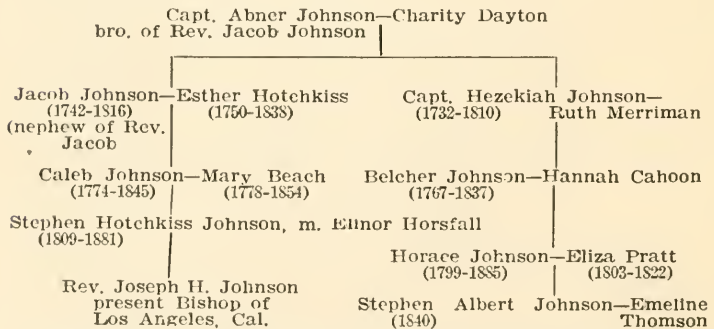 Capt. Abner Johnson—Charity Dayton
bro. of Rev. Jacob Johnson
Jacob Johnson—Esther Hotchkiss
(1742-1816) (1750-1838)
(nephew of Rev.
Jacob
Capt. Hezekiah Johnson—
(1732-1810) Ruth Merriman
Caleb Johnson—Mary Beach
(1774-1845) (1778-1854)
Belcher Johnson—Hannah Cahoon
(1767-1837)
Stephen Hotchkiss Johnson, m. Elinor Horsfall
(1809-1881)
Horace Johnson—Eliza Pratt
(1799-1885) (1803-1822)
Rev. Joseph H. Johnson
present Bishop of
Los Angeles, Cal.
Stephen Albert Johnson—Emeline
(1840) Thomson